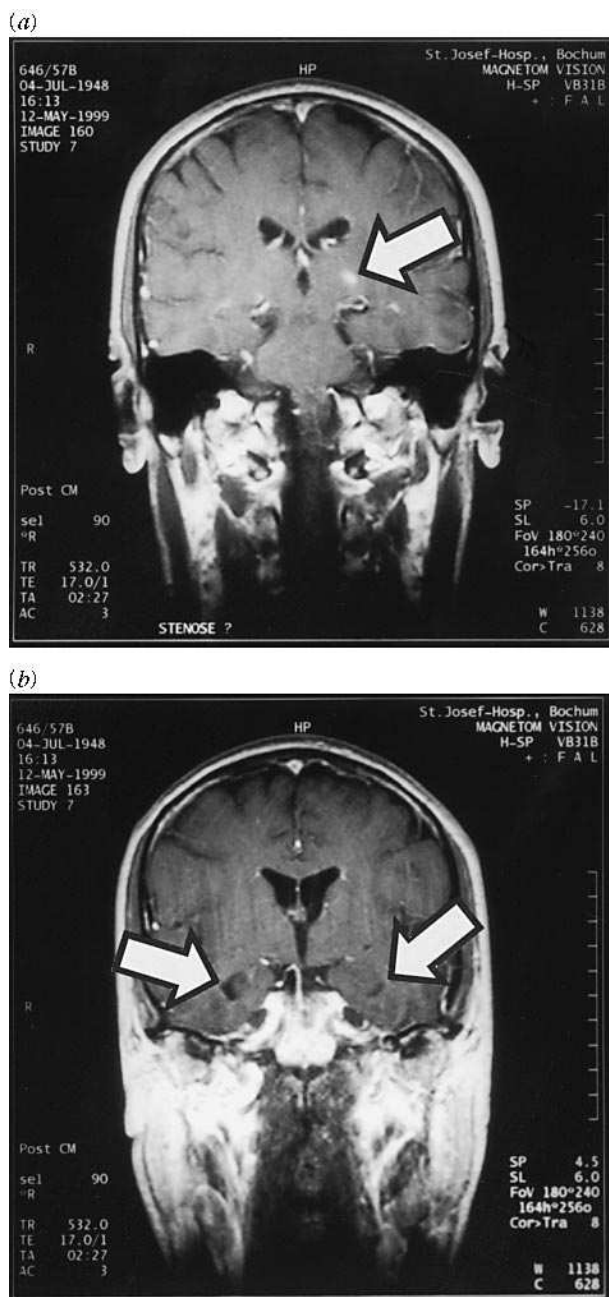 (a)
St.Josef-Hosp., Bochum
646/57B HP MAGNETOM VISION
04-JUL-1948 H-SP VB31B
16:13 + : F A L
12-MAY-1999
IMAGE 160
STUDY 7
R
Post CM
SP -17.1
sel 90 SL 6.0
°R FoV 180°240
164h°256o
TR 532.0 Cor>Tra 8
TE 17.0/1
TA 02:27
AC 3 W 1138
STENOSE ? C 628
(b)
St.Josef-Hosp., Bochum
646/57B HP MAGNETOM VISION
04-JUL-1948 H-SP VB31B
16:13 + : F A L
12-MAY-1999
IMAGE 163
STUDY 7
R
Post CM
SP 4.5
sel 90 SL 6.0
°R FoV 180°240
164h°256o
TR 532.0 Cor>Tra 8
TE 17.0/1
TA 02:27 W 1138
AC 3 C 628